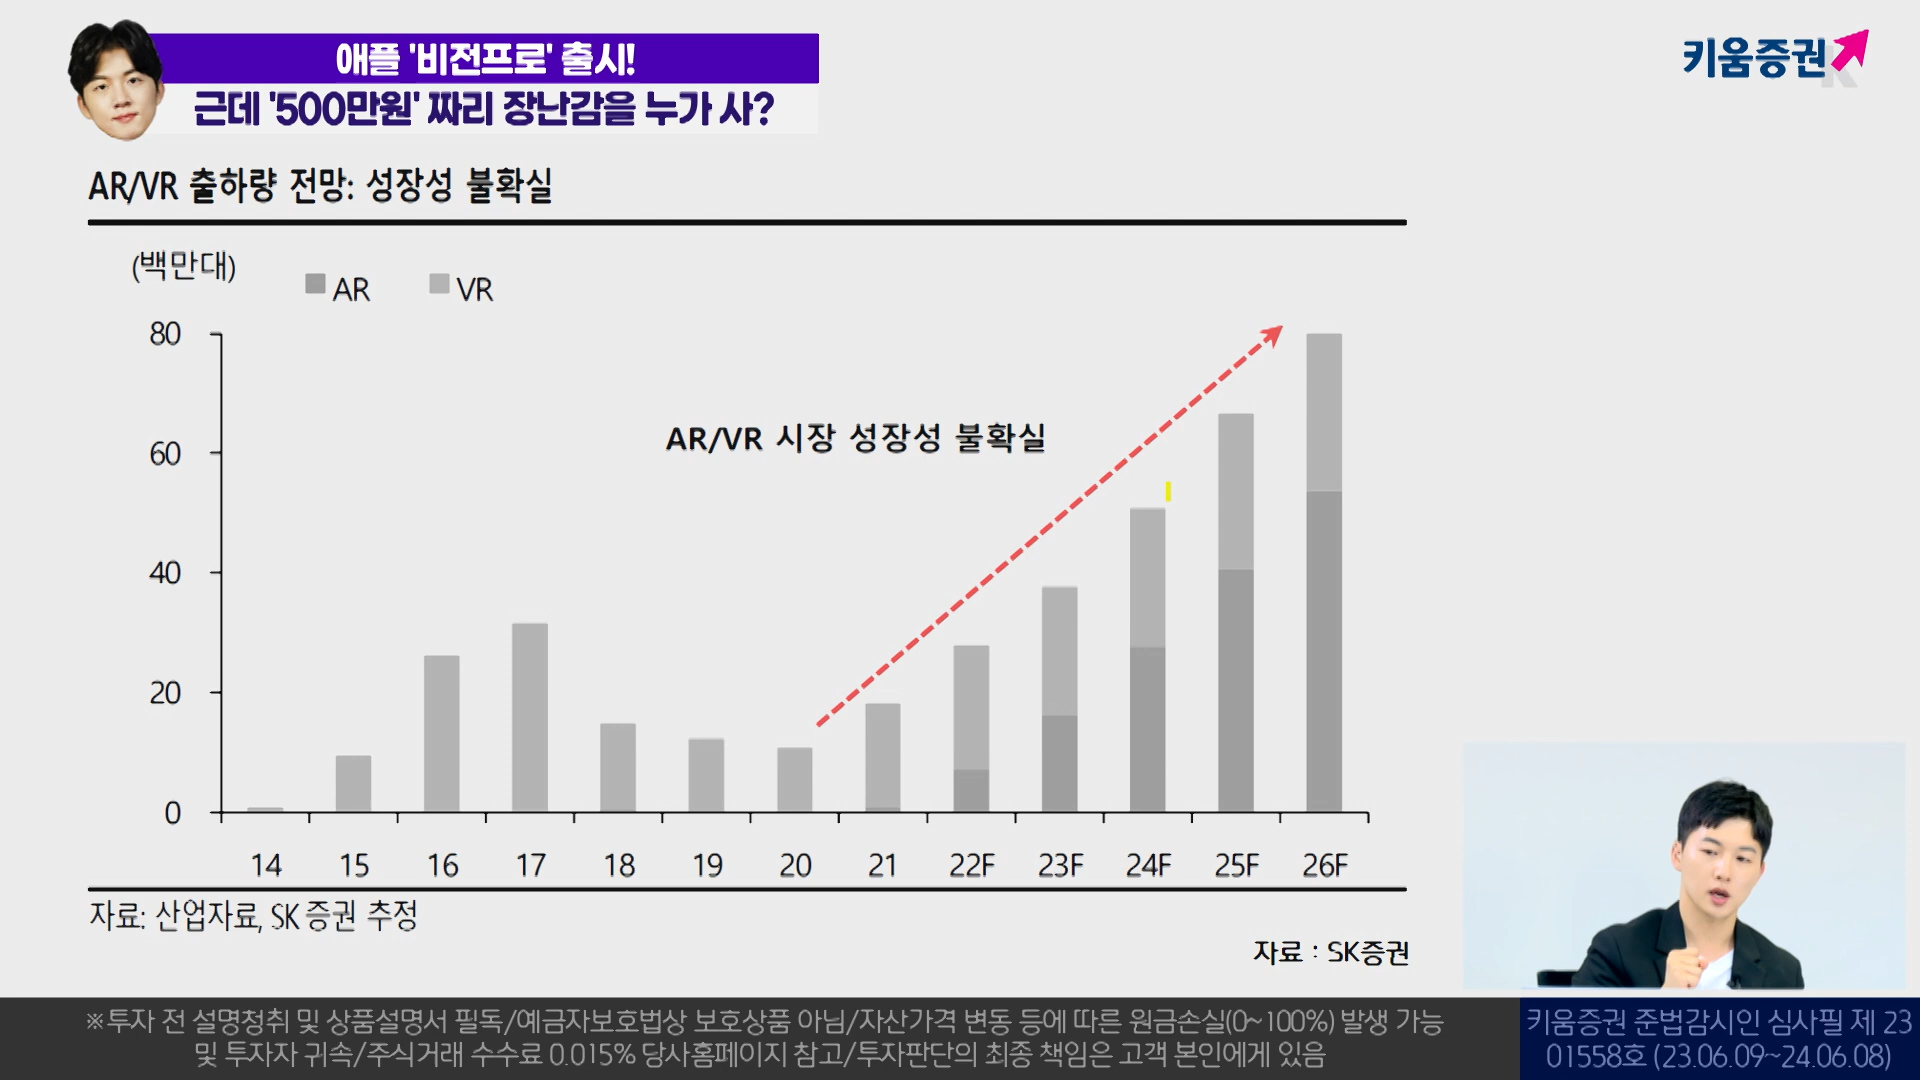 애플 '비전프로' 출시!
근데 '500만원' 짜리 장난감을 누가 사?
키움증권
AR/VR 출하량 전망: 성장성 불확실
(백만대)
AR
VR
80
60
40
20
0
AR/VR 시장 성장성 불확실
14 15 16 17 18 19 20 21 22F 23F 24F 25F 26F
자료: 산업자료, SK 증권 추정
자료 : SK증권
※투자 전 설명청취 및 상품설명서 필독/예금자보호법상 보호상품 아님/자산가격 변동 등에 따른 원금손실(0~100%) 발생 가능
및 투자자 귀속/주식거래 수수료 0.015% 당사홈페이지 참고/투자판단의 최종 책임은 고객 본인에게 있음
키움증권 준법감시인 심사필 제 23
01558호 (23.06.09~24.06.08)